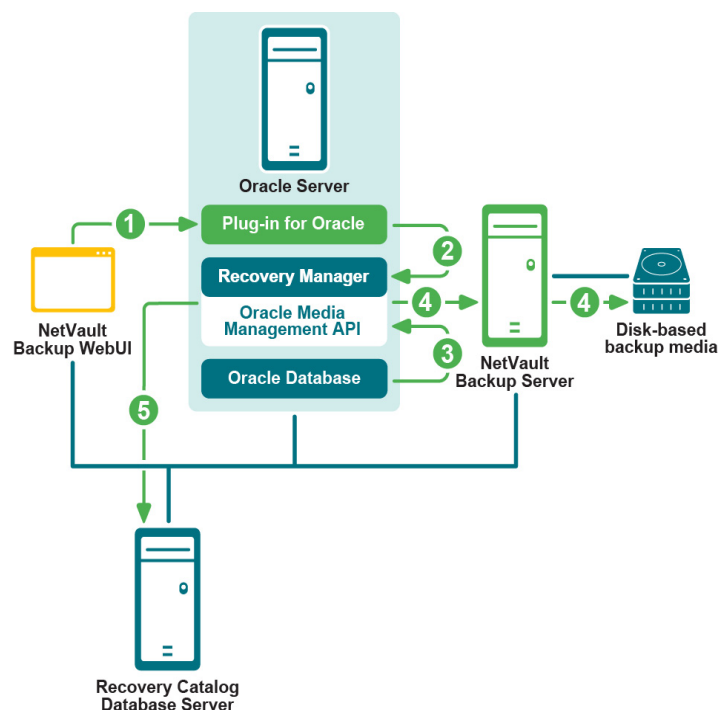 Oracle Server
1
Plug-in for Oracle
2
Recovery Manager
4
4
Oracle Media
Management API
3
Oracle Database
NetVault
Backup WebUI
NetVault
Backup Server
Disk-based
backup media
5
Recovery Catalog
Database Server